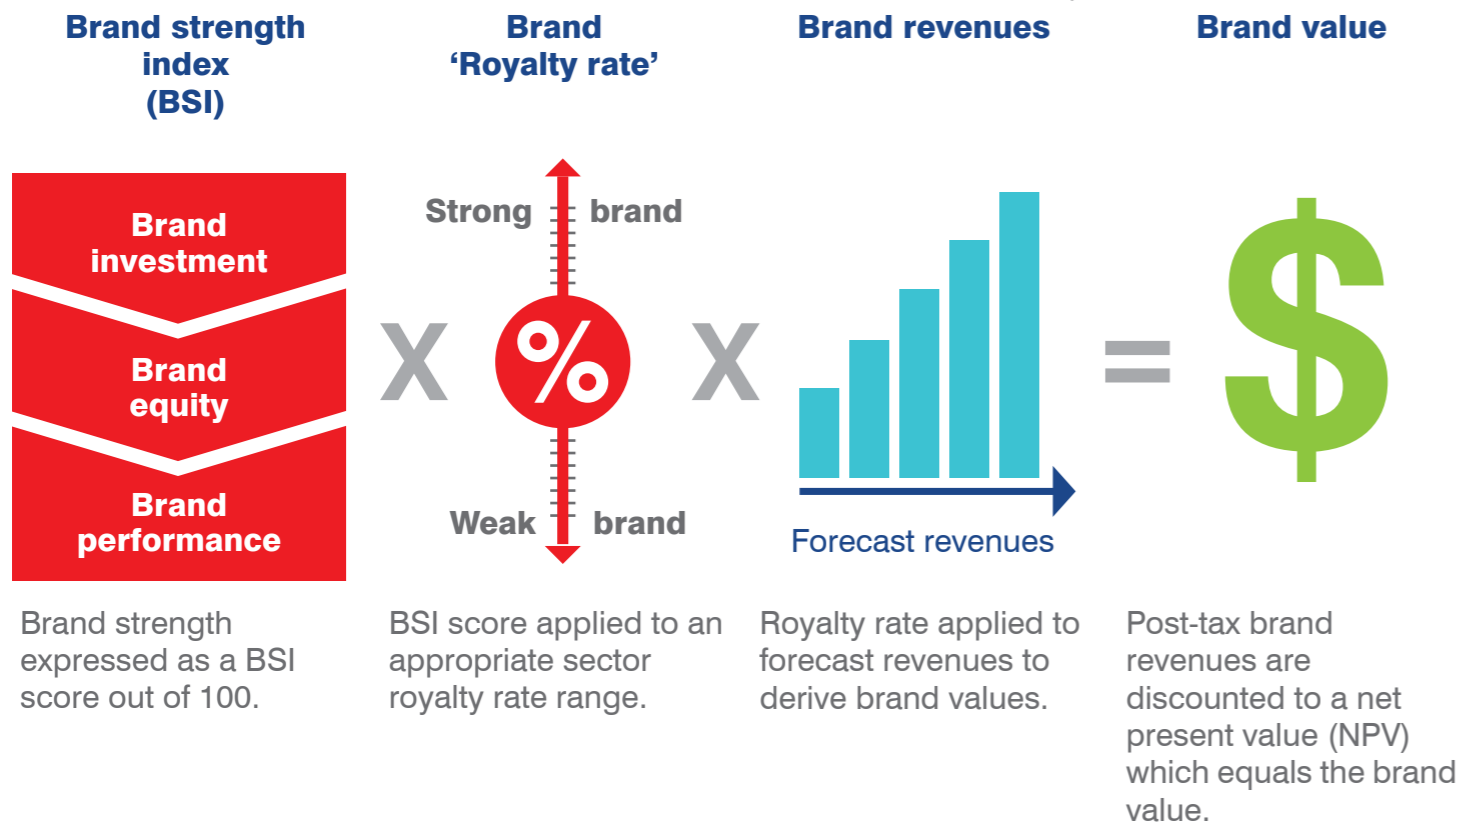 Brand strength
index
(BSI)
Brand
‘Royalty rate’
Brand revenues
Brand value
Brand
investment
Brand
equity
Brand
performance
X
Strong brand
%
Weak brand
X
Forecast revenues
=
$
Brand strength
expressed as a BSI
score out of 100.
BSI score applied to an
appropriate sector
royalty rate range.
Royalty rate applied to
forecast revenues to
derive brand values.
Post-tax brand
revenues are
discounted to a net
present value (NPV)
which equals the brand
value.